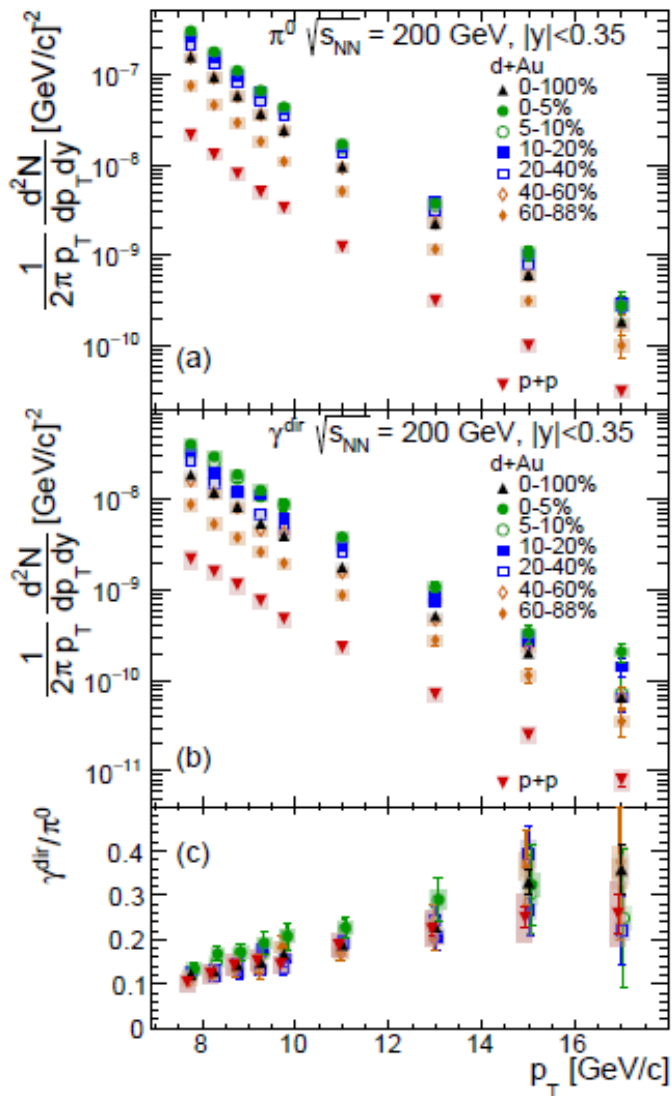 π⁰ √s_NN = 200 GeV, |y|<0.35
d+Au
0-100%
0-5%
5-10%
10-20%
20-40%
40-60%
60-88%
p+p
(a)
1/(2π p_T) d²N/(dp_T dy) [GeV/c]⁻²
10⁻⁷
10⁻⁸
10⁻⁹
10⁻¹⁰
γ^dir √s_NN = 200 GeV, |y|<0.35
d+Au
0-100%
0-5%
5-10%
10-20%
20-40%
40-60%
60-88%
p+p
(b)
1/(2π p_T) d²N/(dp_T dy) [GeV/c]⁻²
10⁻⁸
10⁻⁹
10⁻¹⁰
10⁻¹¹
(c)
γ^dir/π⁰
0.4
0.3
0.2
0.1
0
8 10 12 14 16
p_T [GeV/c]